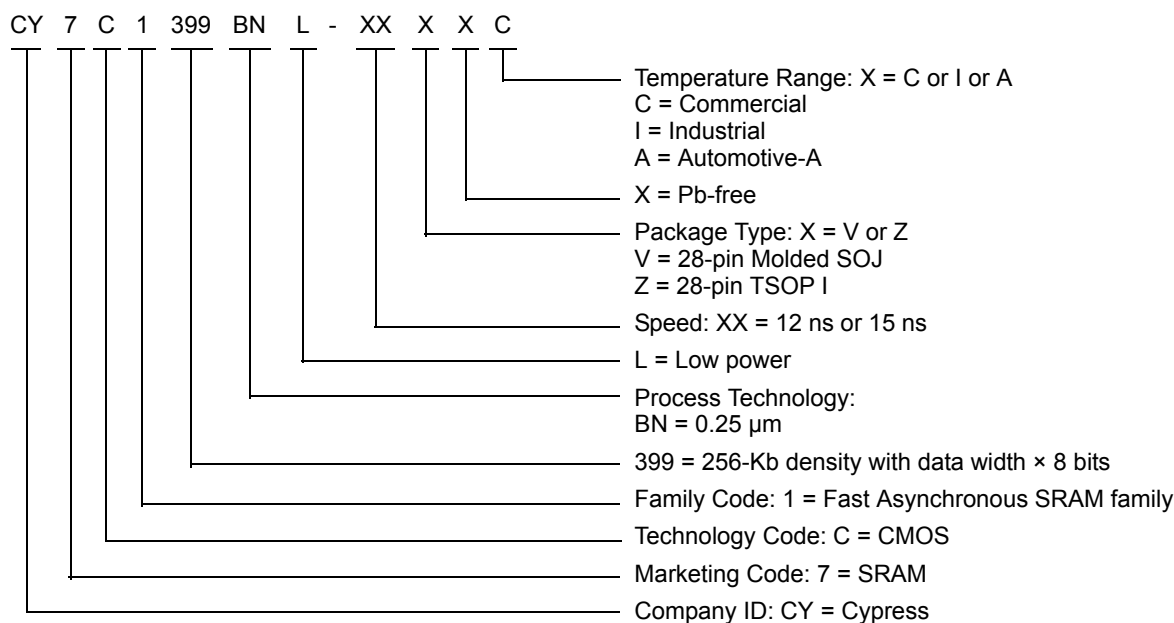 CY 7 C 1 399 BN L - XX X X C
Temperature Range: X = C or I or A
C = Commercial
I = Industrial
A = Automotive-A
X = Pb-free
Package Type: X = V or Z
V = 28-pin Molded SOJ
Z = 28-pin TSOP I
Speed: XX = 12 ns or 15 ns
L = Low power
Process Technology:
BN = 0.25 µm
399 = 256-Kb density with data width × 8 bits
Family Code: 1 = Fast Asynchronous SRAM family
Technology Code: C = CMOS
Marketing Code: 7 = SRAM
Company ID: CY = Cypress